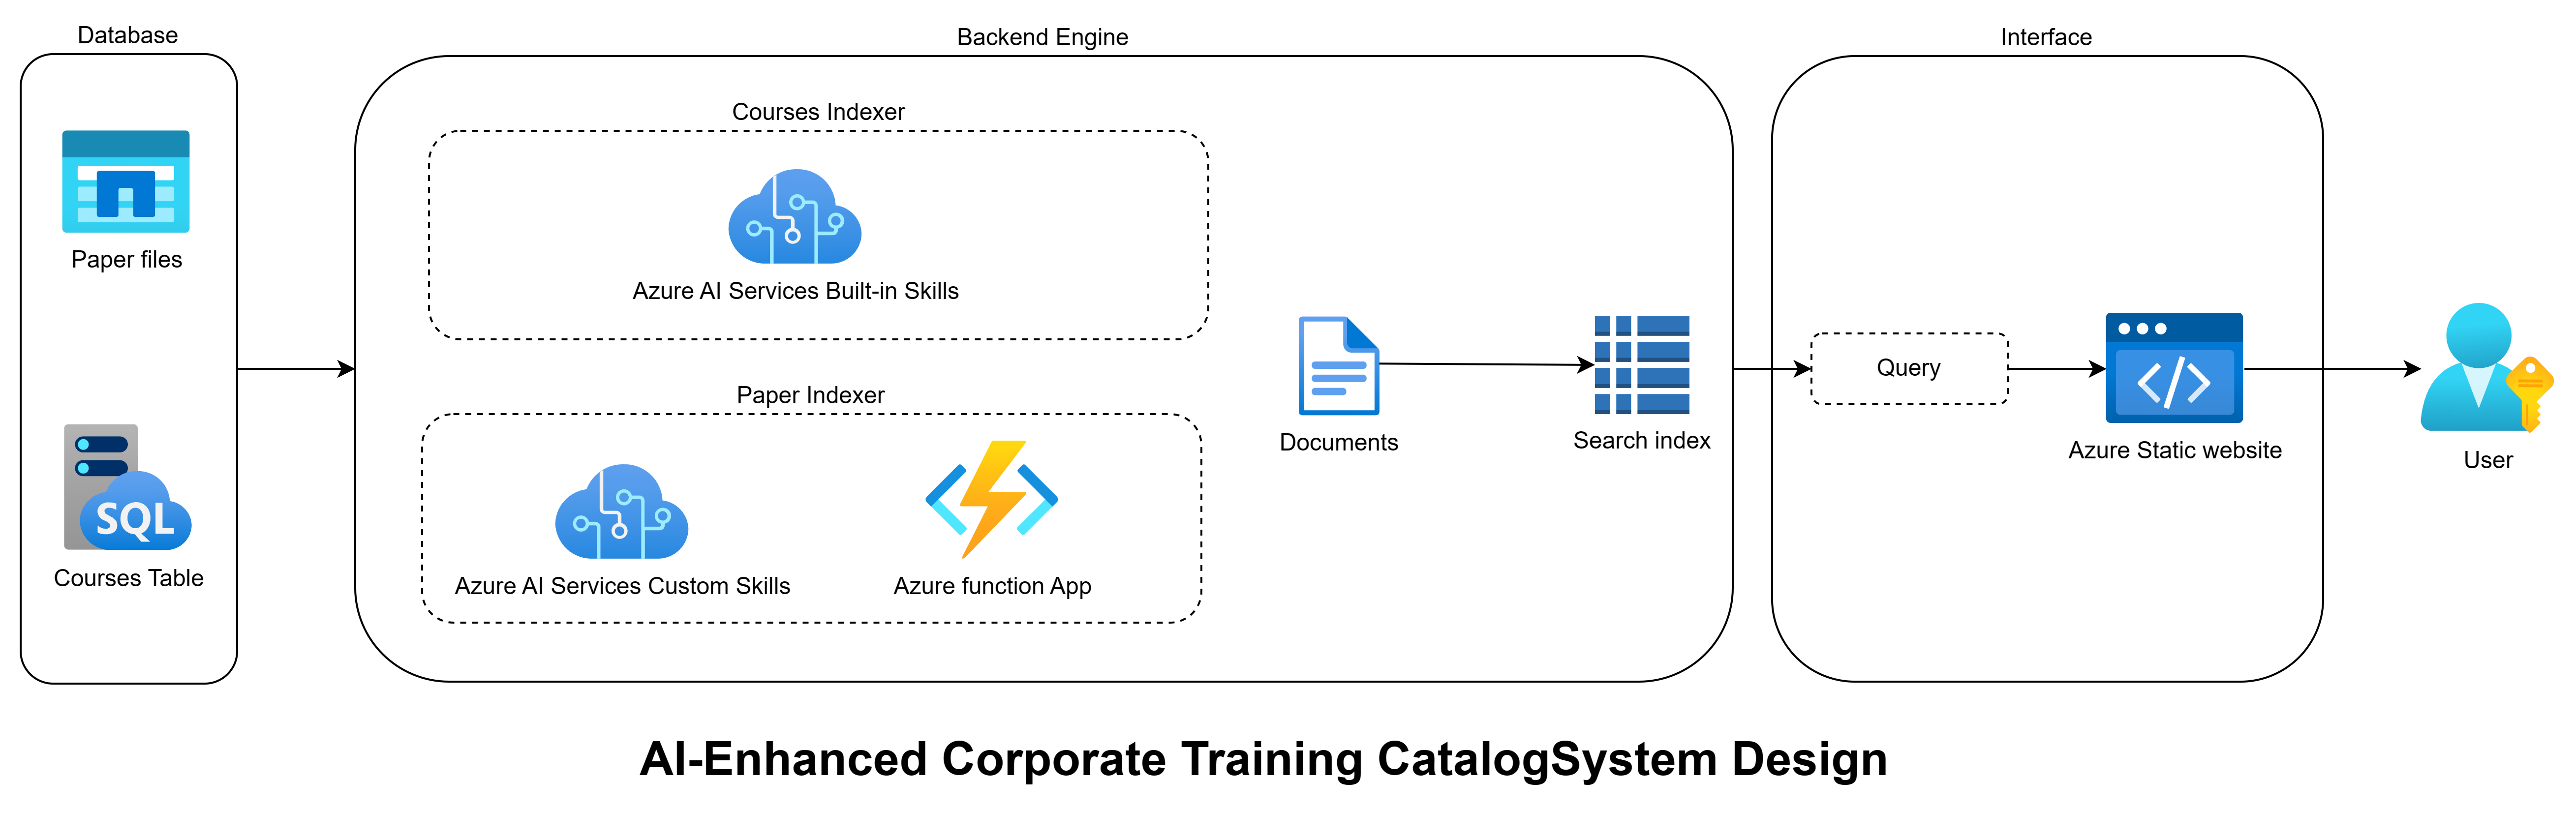 Database
Paper files
SQL
Courses Table
Backend Engine
Courses Indexer
Azure AI Services Built-in Skills
Paper Indexer
Azure AI Services Custom Skills
Azure function App
Documents
Search index
Interface
Query
Azure Static website
User
AI-Enhanced Corporate Training CatalogSystem Design